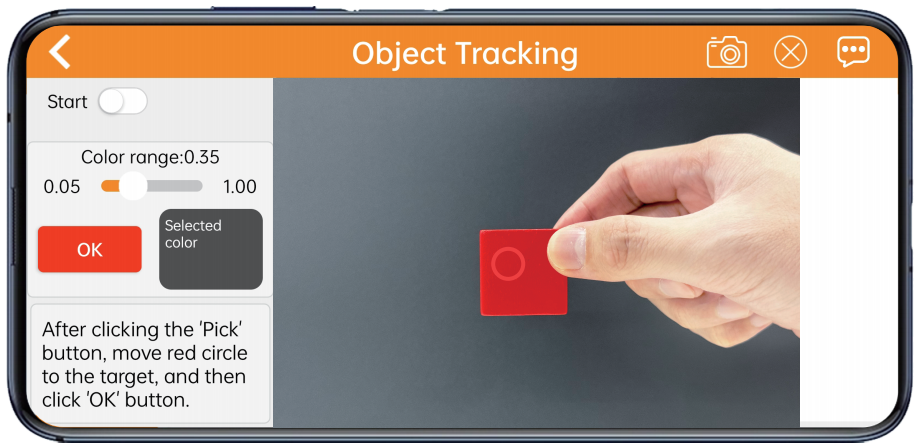 Object Tracking
Start
Color range:0.35
0.05 1.00
OK
Selected
color
After clicking the 'Pick'
button, move red circle
to the target, and then
click 'OK' button.